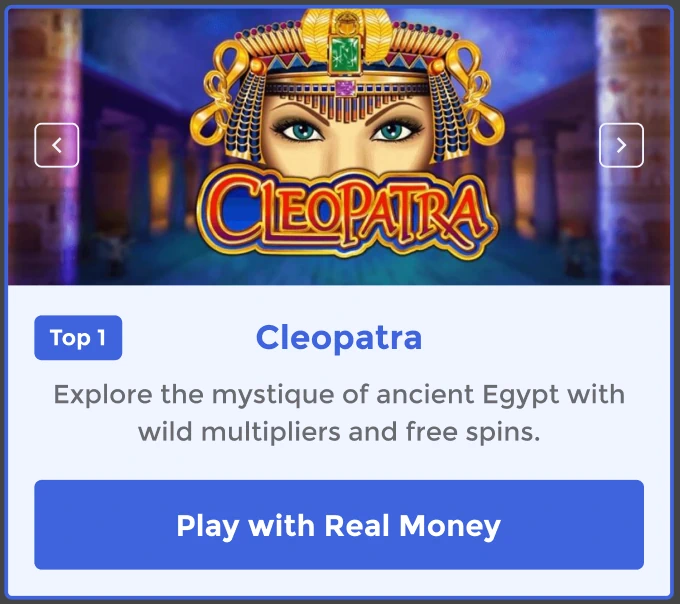 CLEOPATRA
Top 1
Cleopatra
Explore the mystique of ancient Egypt with
wild multipliers and free spins.
Play with Real Money